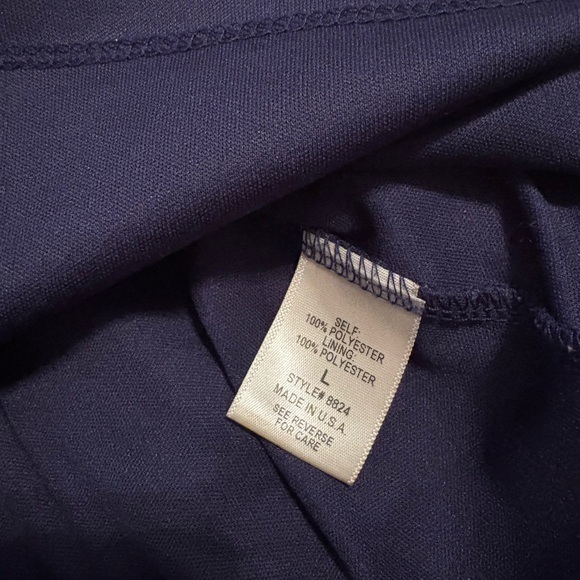 SELF:
100% POLYESTER
LINING:
100% POLYESTER
L
STYLE# 8824
MADE IN U.S.A.
SEE REVERSE
FOR CARE